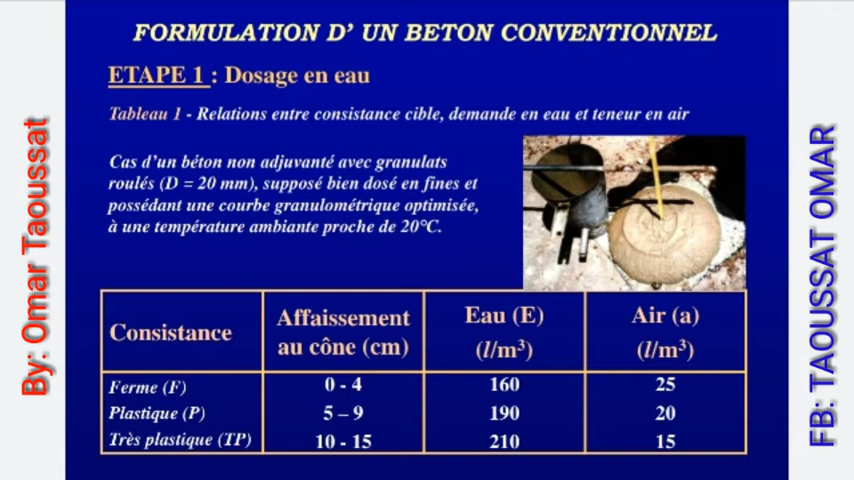 FORMULATION D' UN BETON CONVENTIONNEL
ETAPE 1 : Dosage en eau
Tableau 1 - Relations entre consistance cible, demande en eau et teneur en air
Cas d'un béton non adjuvanté avec granulats
roulés (D = 20 mm), supposé bien dosé en fines et
possédant une courbe granulométrique optimisée,
à une température ambiante proche de 20°C.
Consistance
Affaissement
au cône (cm)
Eau (E)
(l/m³)
Air (a)
(l/m³)
Ferme (F) 0 - 4 160 25
Plastique (P) 5 – 9 190 20
Très plastique (TP) 10 - 15 210 15
By: Omar Taoussat
FB: TAOUSSAT OMAR